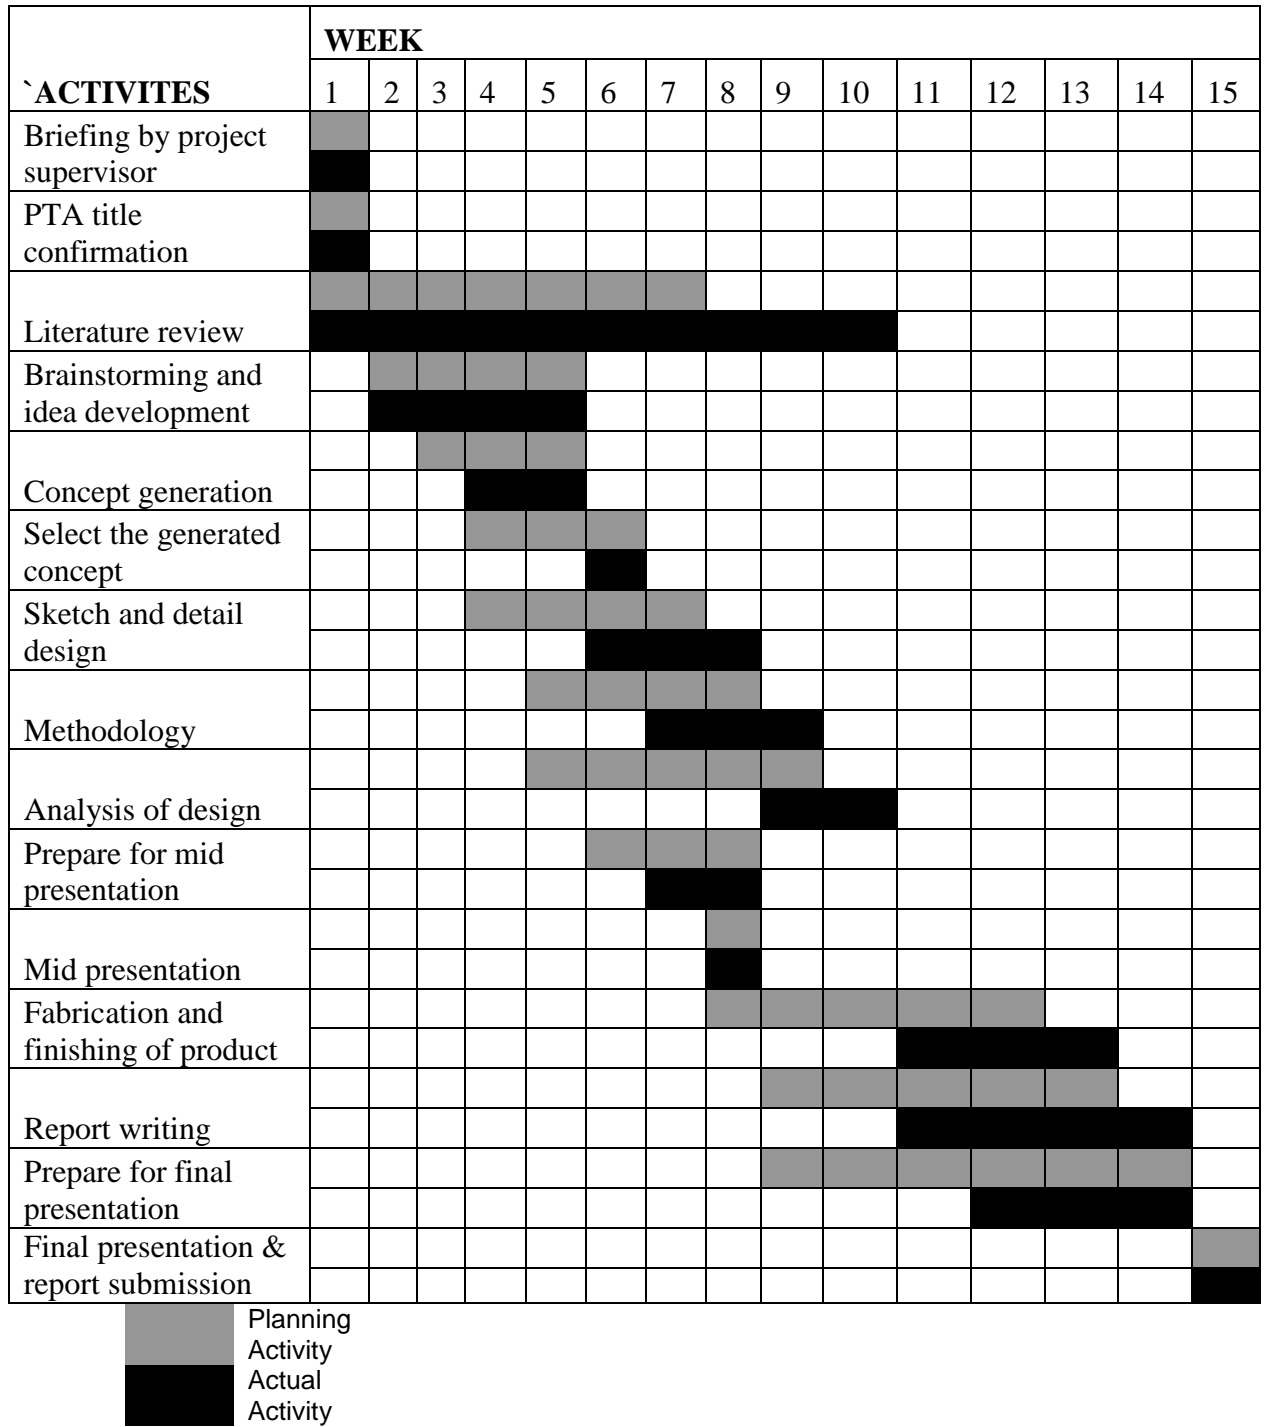 WEEK
`ACTIVITES 1 2 3 4 5 6 7 8 9 10 11 12 13 14 15
Briefing by project
supervisor
PTA title
confirmation
Literature review
Brainstorming and
idea development
Concept generation
Select the generated
concept
Sketch and detail
design
Methodology
Analysis of design
Prepare for mid
presentation
Mid presentation
Fabrication and
finishing of product
Report writing
Prepare for final
presentation
Final presentation &
report submission
Planning
Activity
Actual
Activity